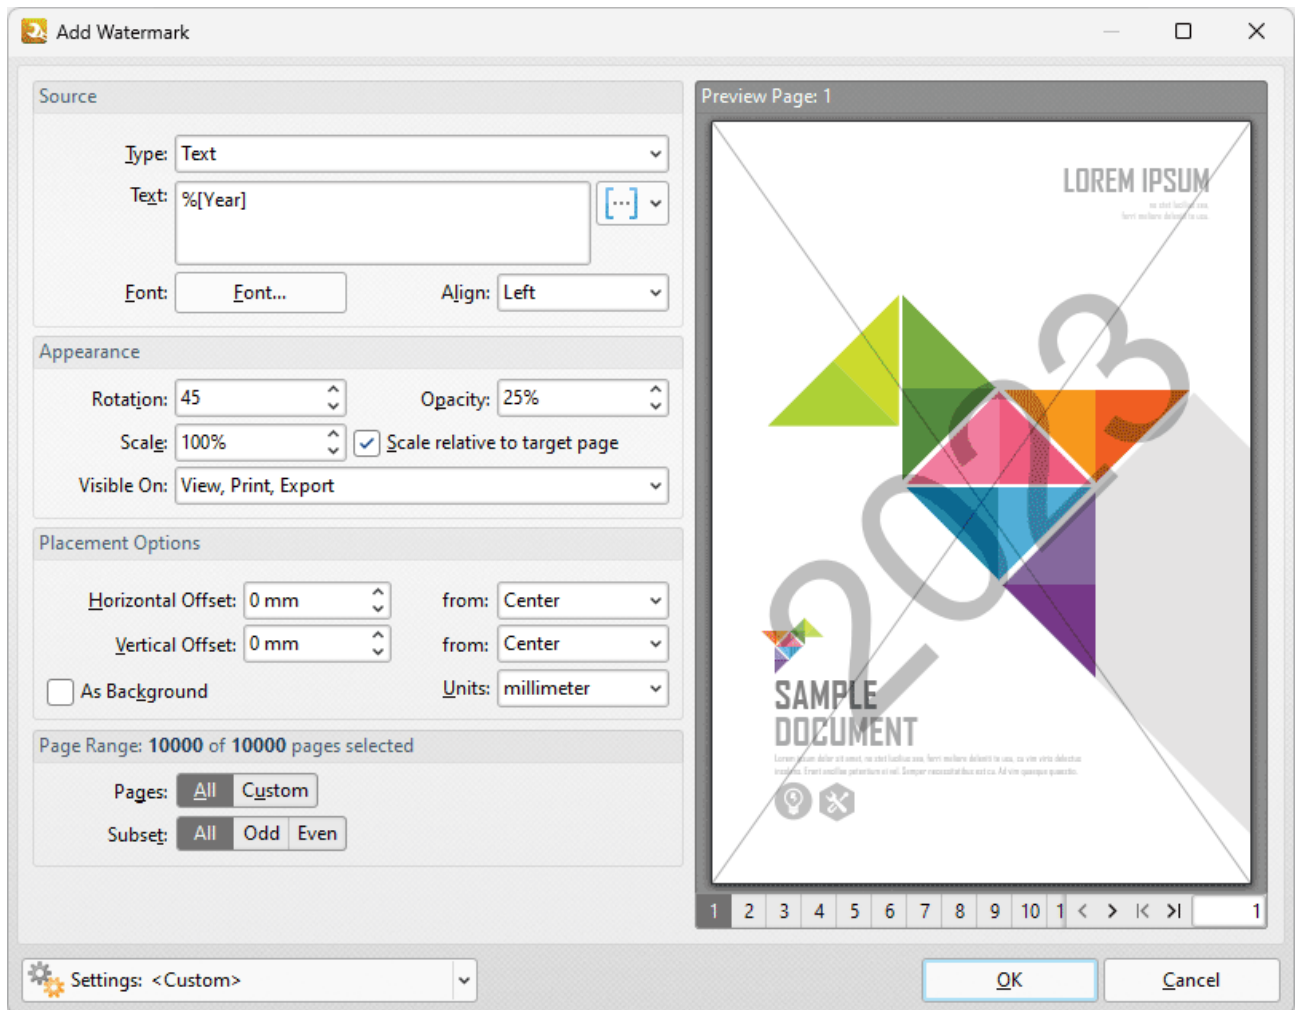 Add Watermark
Source
Type: Text
Text: %[Year]
Font: Font... Align: Left
Appearance
Rotation: 45 Opacity: 25%
Scale: 100% Scale relative to target page
Visible On: View, Print, Export
Placement Options
Horizontal Offset: 0 mm from: Center
Vertical Offset: 0 mm from: Center
As Background Units: millimeter
Page Range: 10000 of 10000 pages selected
Pages: All Custom
Subset: All Odd Even
Preview Page: 1
LOREM IPSUM
2023
SAMPLE
DOCUMENT
1 2 3 4 5 6 7 8 9 10 1 1
Settings: <Custom> OK Cancel